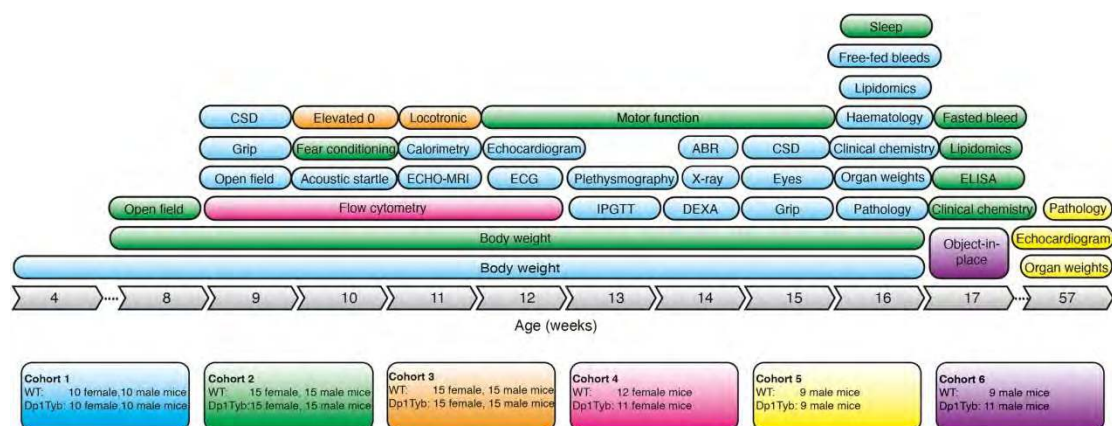 Sleep
Free-fed bleeds
Lipidomics
CSD Elevated 0 Locotronic Motor function Haematology Fasted bleed
Grip Fear conditioning Calorimetry Echocardiogram ABR CSD Clinical chemistry Lipidomics
Open field Acoustic startle ECHO-MRI ECG Plethysmography X-ray Eyes Organ weights ELISA
Open field Flow cytometry IPGTT DEXA Grip Pathology Clinical chemistry Pathology
Body weight Object-in-place Echocardiogram
Body weight Organ weights
4 8 9 10 11 12 13 14 15 16 17 57
Age (weeks)
Cohort 1
WT: 10 female,10 male mice
Dp1Tyb: 10 female,10 male mice
Cohort 2
WT: 15 female, 15 male mice
Dp1Tyb:15 female, 15 male mice
Cohort 3
WT: 15 female, 15 male mice
Dp1Tyb: 15 female, 15 male mice
Cohort 4
WT: 12 female mice
Dp1Tyb: 11 female mice
Cohort 5
WT: 9 male mice
Dp1Tyb: 9 male mice
Cohort 6
WT: 9 male mice
Dp1Tyb: 11 male mice